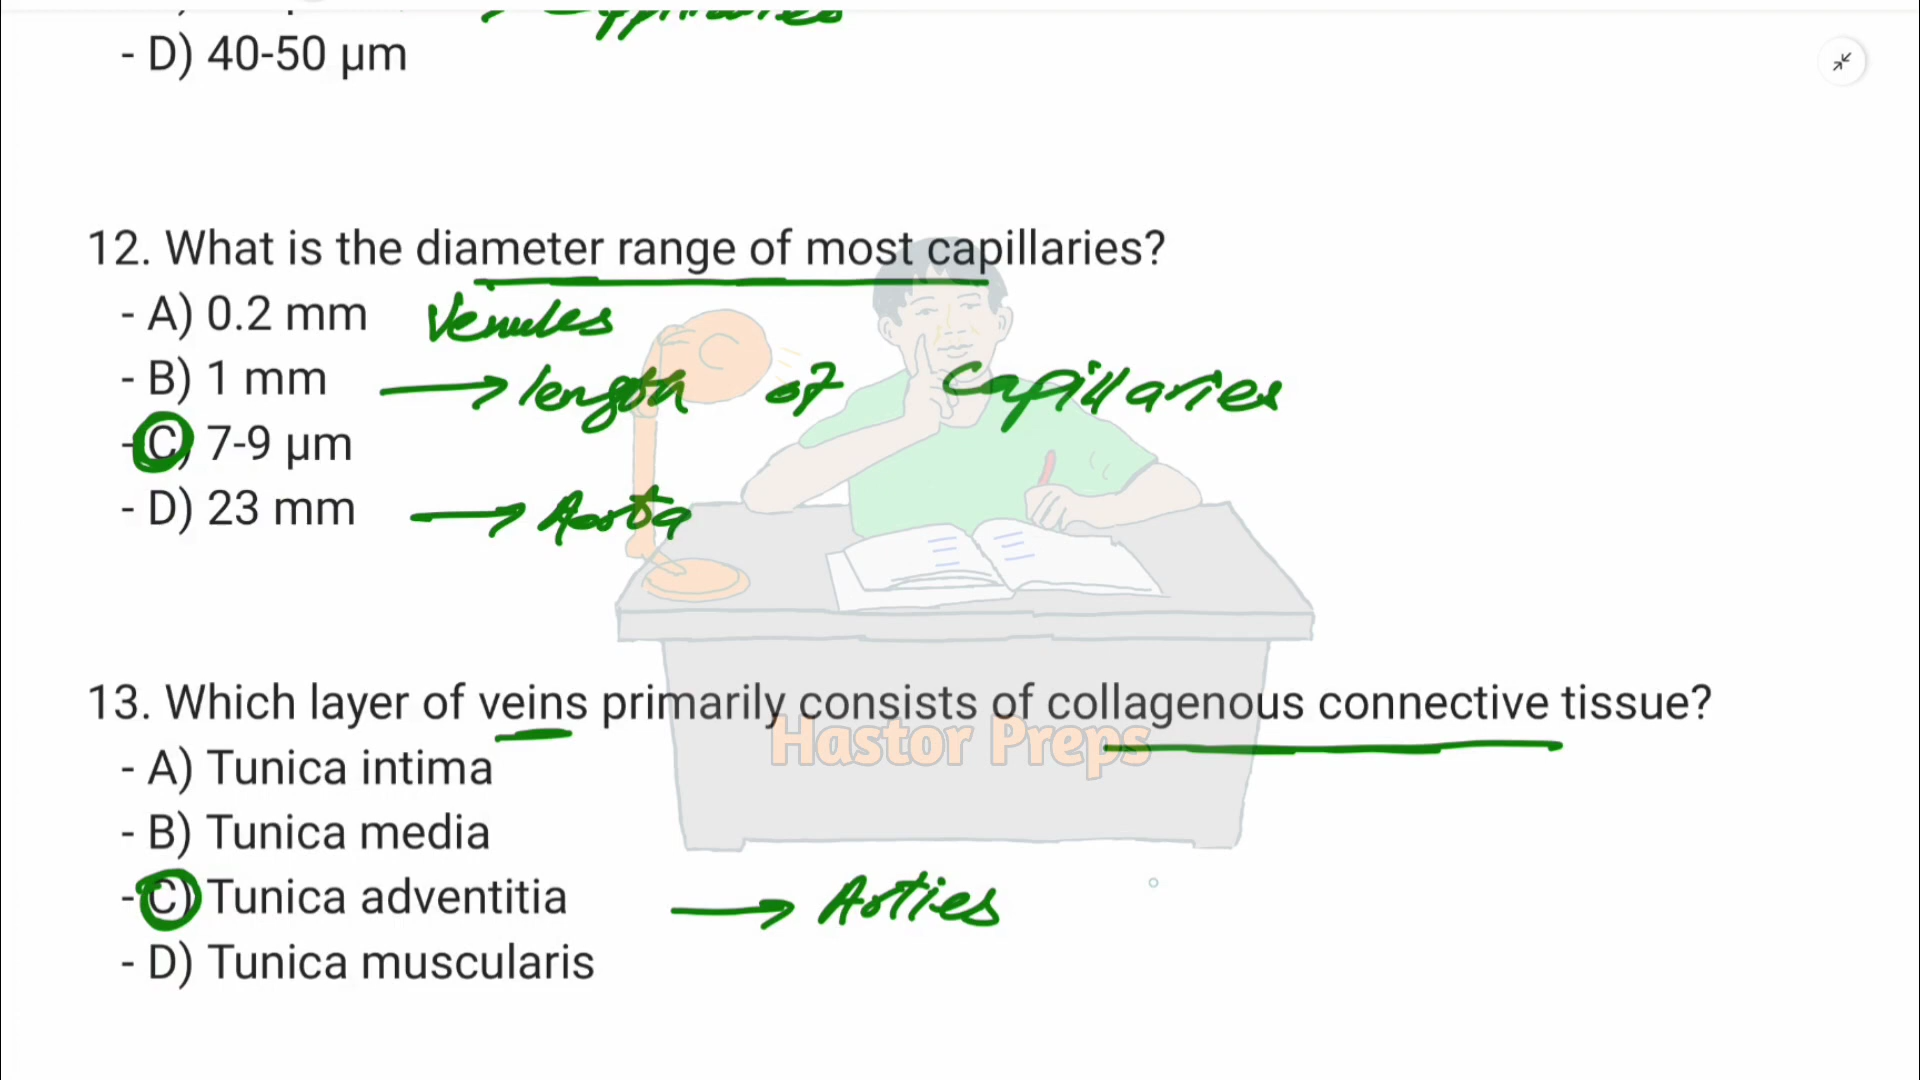 - D) 40-50 μm
12. What is the diameter range of most capillaries?
- A) 0.2 mm Venules
- B) 1 mm length of capillaries
- C) 7-9 μm
- D) 23 mm Aorta
13. Which layer of veins primarily consists of collagenous connective tissue?
Hastor Preps
- A) Tunica intima
- B) Tunica media
- C) Tunica adventitia Arties
- D) Tunica muscularis